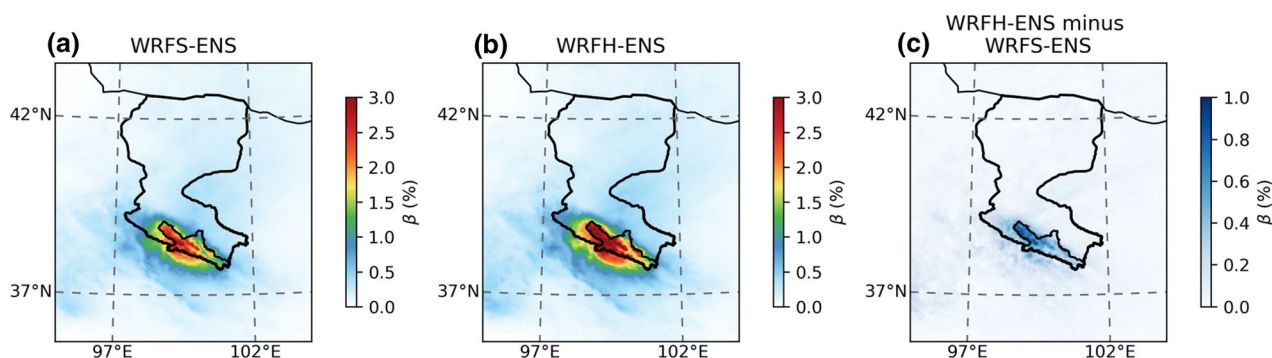 (a) WRFS-ENS
42°N
37°N
97°E 102°E
3.0
2.5
2.0
1.5
1.0
0.5
0.0
β (%)
(b) WRFH-ENS
42°N
37°N
97°E 102°E
3.0
2.5
2.0
1.5
1.0
0.5
0.0
β (%)
WRFH-ENS minus
(c) WRFS-ENS
42°N
37°N
97°E 102°E
1.0
0.8
0.6
0.4
0.2
0.0
β (%)